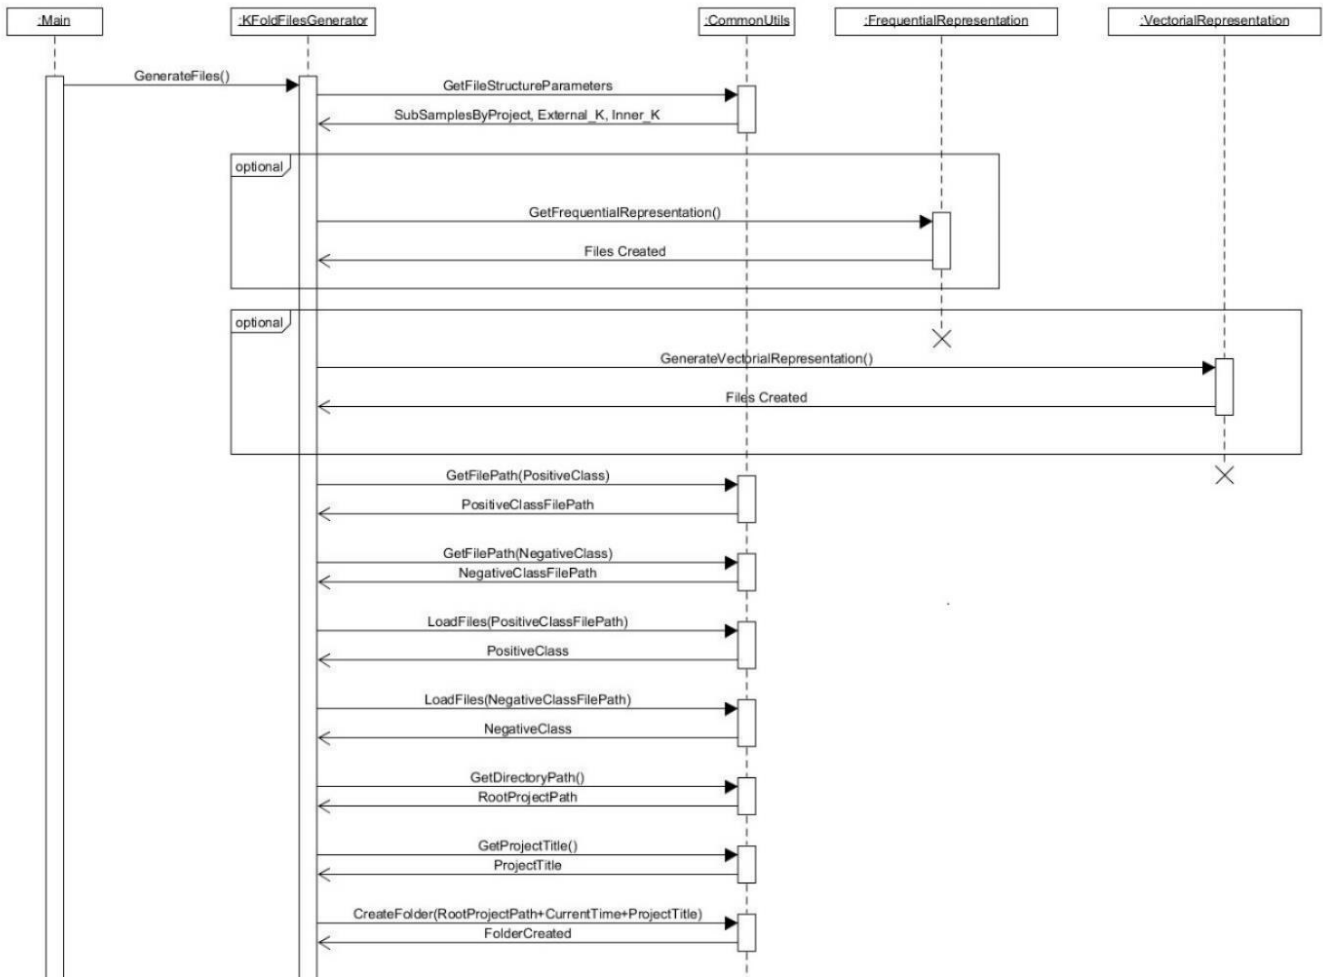 :Main
:KFoldFilesGenerator
:CommonUtils
:FrequentialRepresentation
:VectorialRepresentation
GenerateFiles()
GetFileStructureParameters
SubSamplesByProject, External_K, Inner_K
optional
GetFrequentialRepresentation()
Files Created
optional
GenerateVectorialRepresentation()
Files Created
GetFilePath(PositiveClass)
PositiveClassFilePath
GetFilePath(NegativeClass)
NegativeClassFilePath
LoadFiles(PositiveClassFilePath)
PositiveClass
LoadFiles(NegativeClassFilePath)
NegativeClass
GetDirectoryPath()
RootProjectPath
GetProjectTitle()
ProjectTitle
CreateFolder(RootProjectPath+CurrentTime+ProjectTitle)
FolderCreated